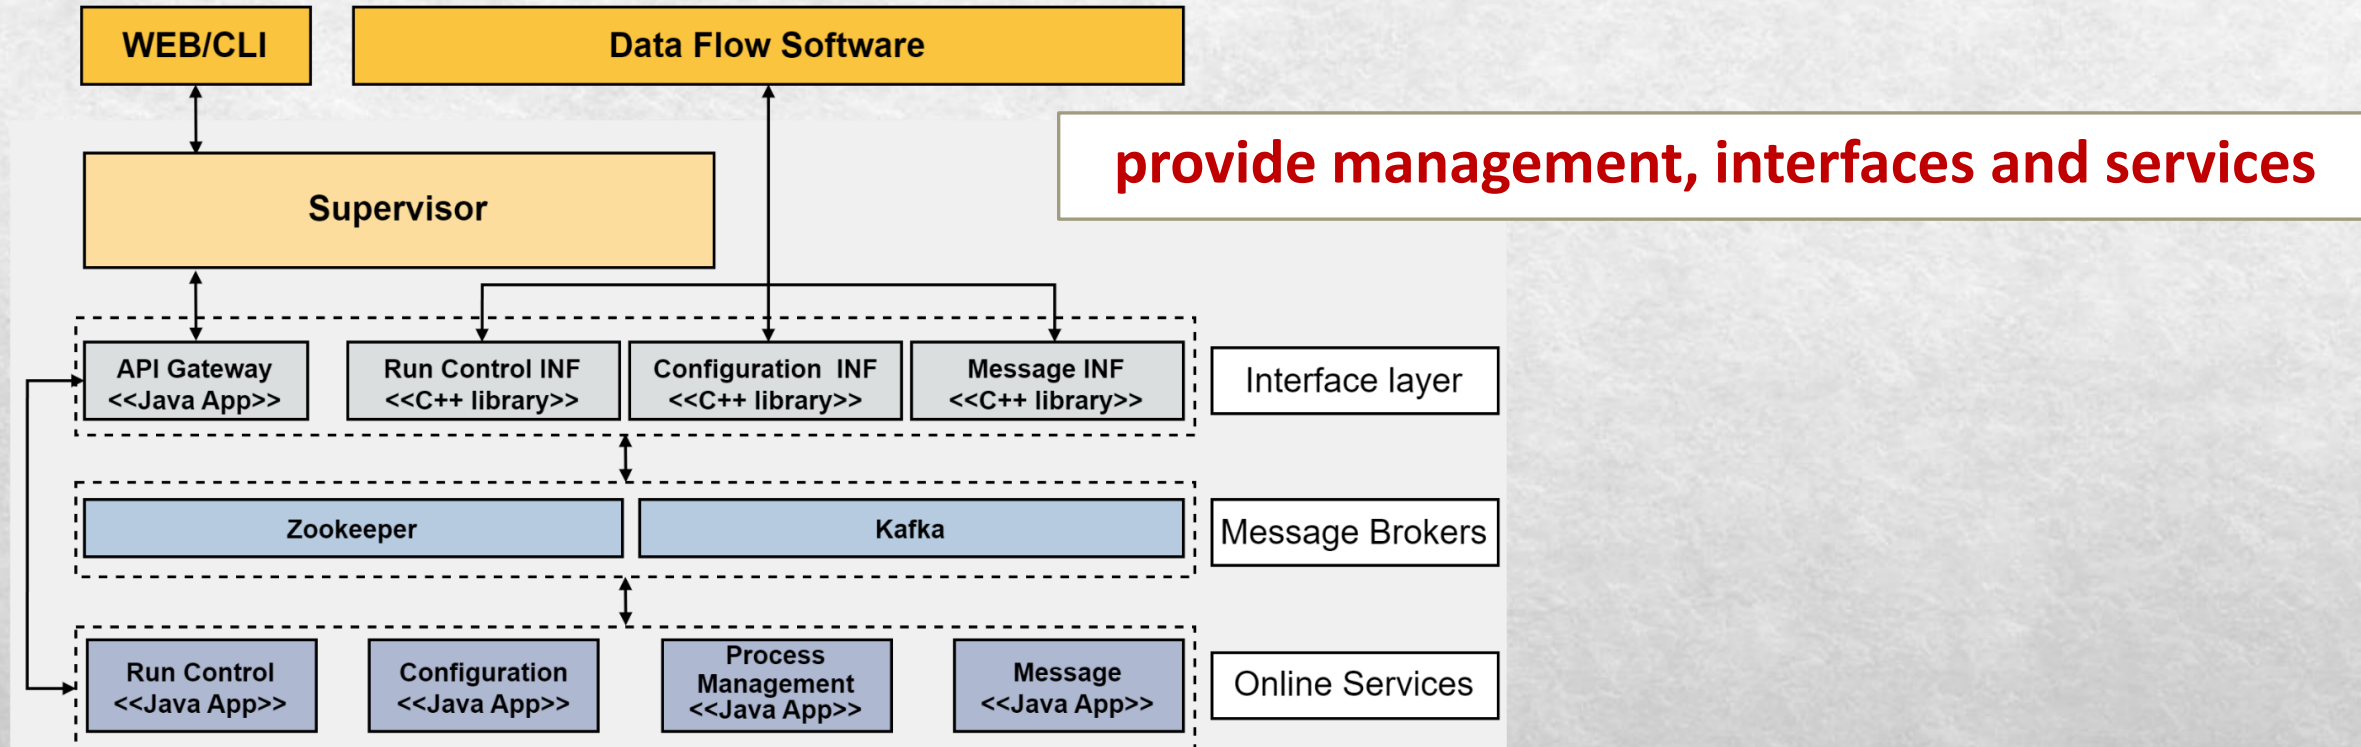 WEB/CLI
Data Flow Software
provide management, interfaces and services
Supervisor
API Gateway
<<Java App>>
Run Control INF
<<C++ library>>
Configuration INF
<<C++ library>>
Message INF
<<C++ library>>
Interface layer
Zookeeper
Kafka
Message Brokers
Run Control
<<Java App>>
Configuration
<<Java App>>
Process
Management
<<Java App>>
Message
<<Java App>>
Online Services